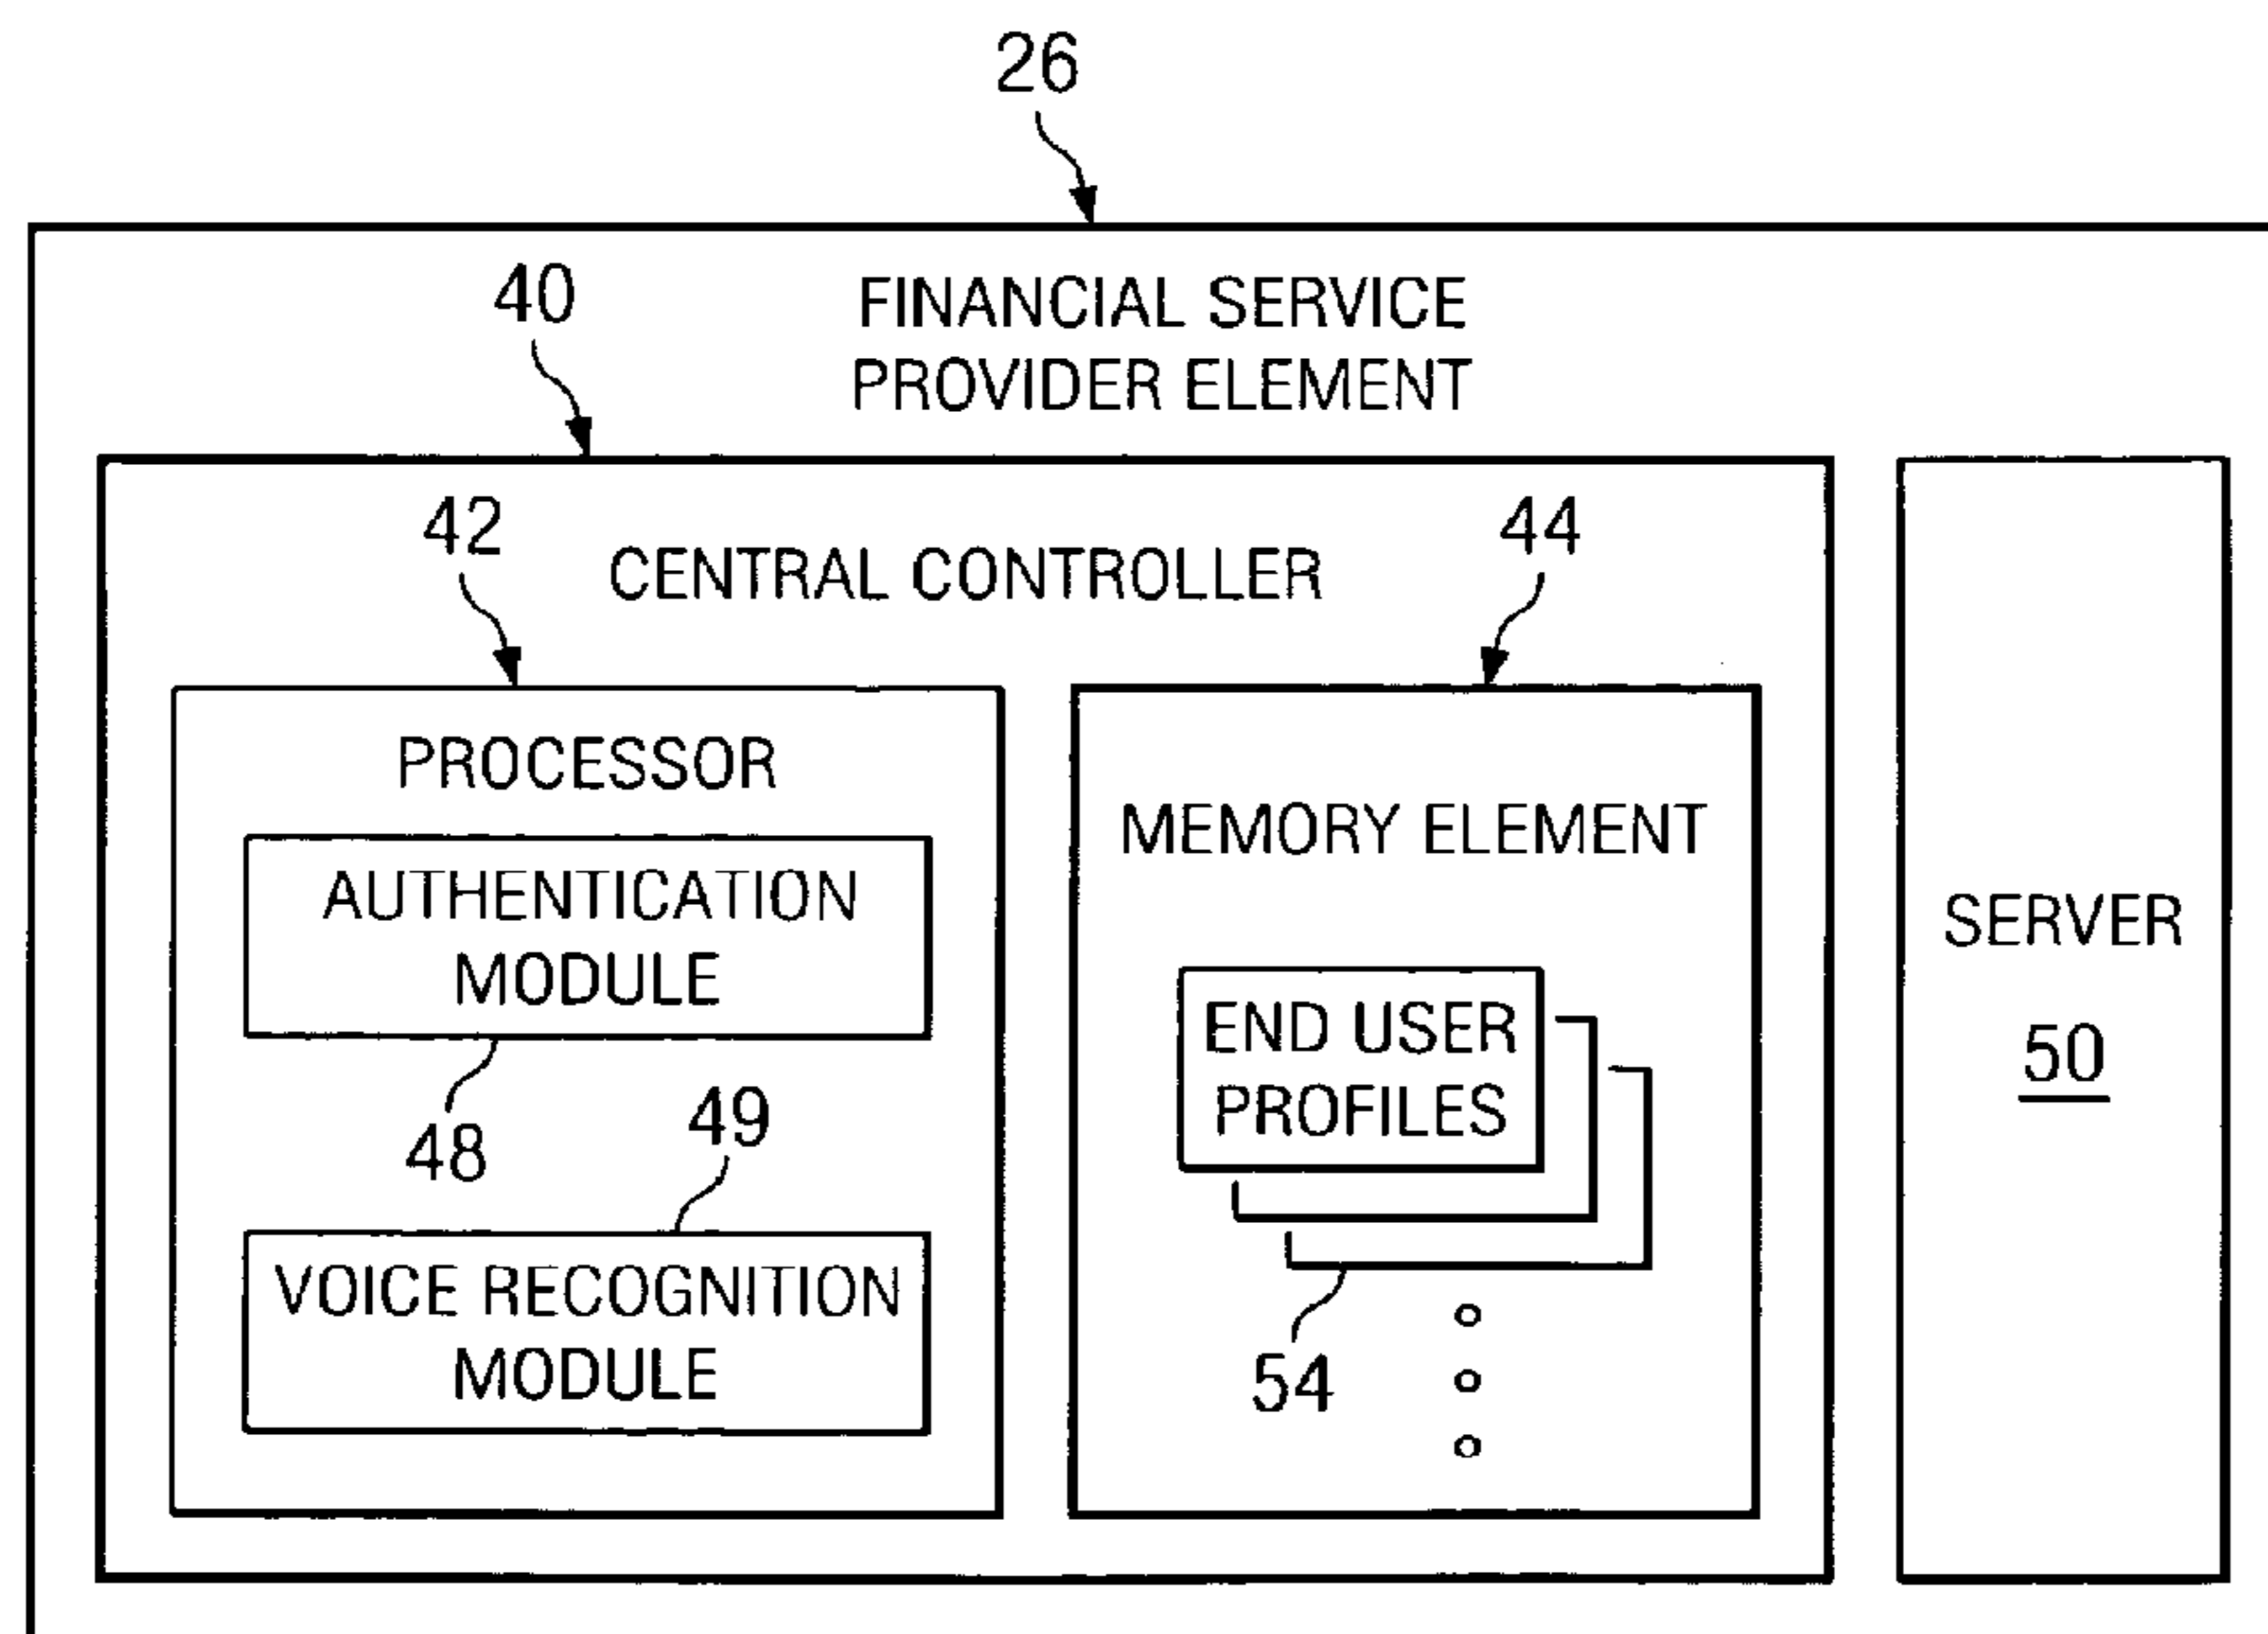 26
40
FINANCIAL SERVICE
PROVIDER ELEMENT
42
CENTRAL CONTROLLER
44
PROCESSOR
AUTHENTICATION
MODULE
48
49
VOICE RECOGNITION
MODULE
MEMORY ELEMENT
END USER
PROFILES
54
SERVER
50